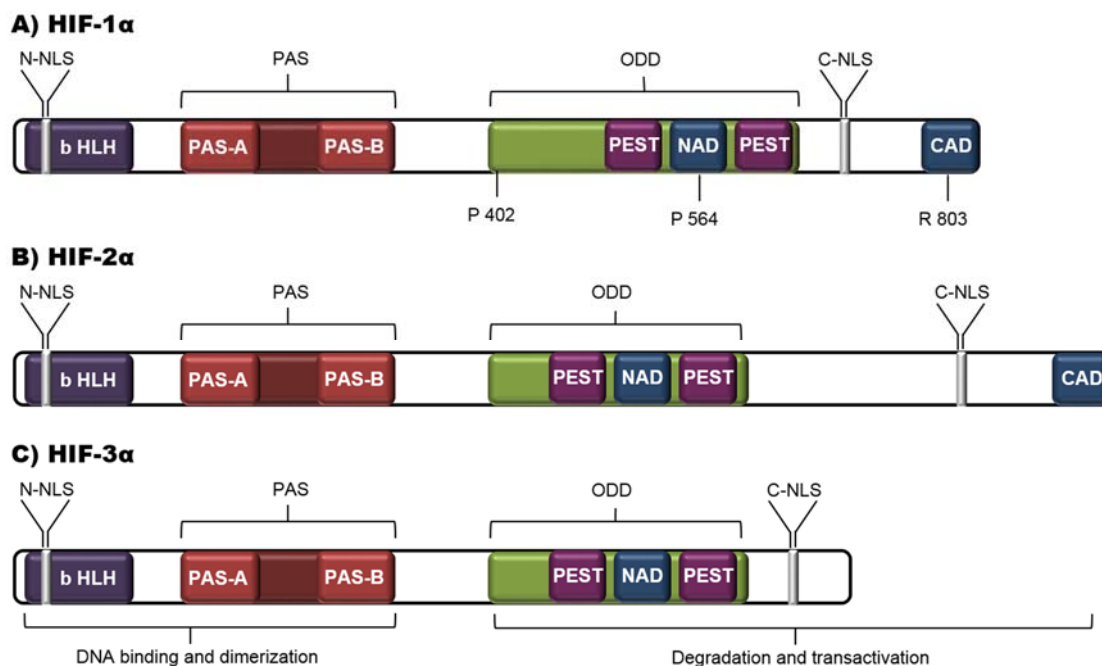 A) HIF-1α
N-NLS PAS ODD C-NLS
b HLH PAS-A PAS-B PEST NAD PEST CAD
P 402 P 564 R 803
B) HIF-2α
N-NLS PAS ODD C-NLS
b HLH PAS-A PAS-B PEST NAD PEST CAD
C) HIF-3α
N-NLS PAS ODD C-NLS
b HLH PAS-A PAS-B PEST NAD PEST
DNA binding and dimerization Degradation and transactivation